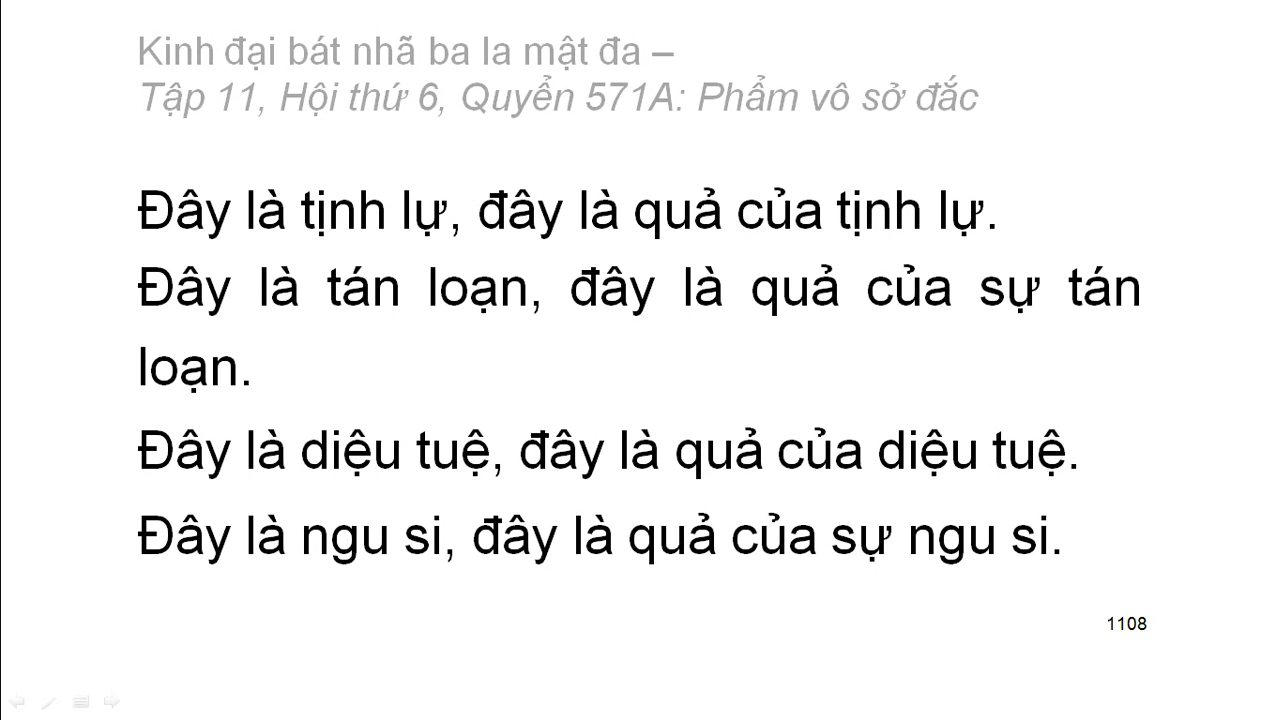 Kinh đại bát nhã ba la mật đa –
Tập 11, Hội thứ 6, Quyển 571A: Phẩm vô sở đắc
Đây là tịnh lự, đây là quả của tịnh lự.
Đây là tán loạn, đây là quả của sự tán
loạn.
Đây là diệu tuệ, đây là quả của diệu tuệ.
Đây là ngu si, đây là quả của sự ngu si.
1108